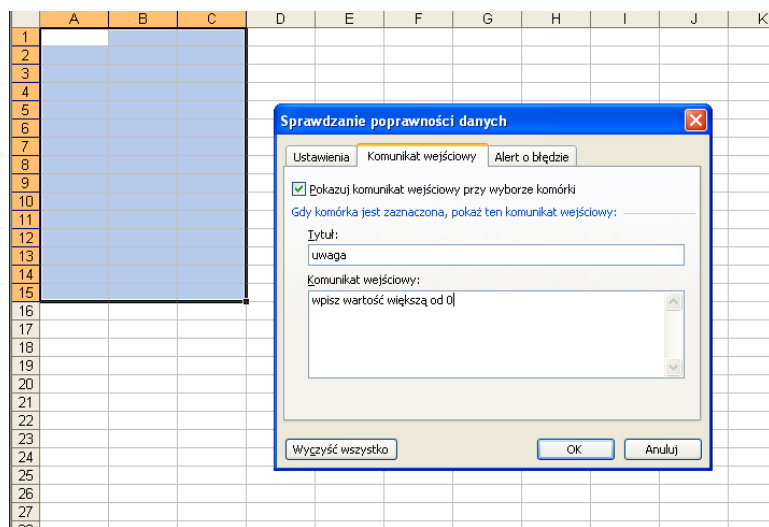 A B C D E F G H I J K
1
2
3
4
5
6
7
8
9
10
11
12
13
14
15
16
17
18
19
20
21
22
23
24
25
26
27
Sprawdzanie poprawności danych
Ustawienia Komunikat wejściowy Alert o błędzie
Pokazuj komunikat wejściowy przy wyborze komórki
Gdy komórka jest zaznaczona, pokaż ten komunikat wejściowy:
Tytuł:
uwaga
Komunikat wejściowy:
wpisz wartość większą od 0
Wyczyść wszystko OK Anuluj